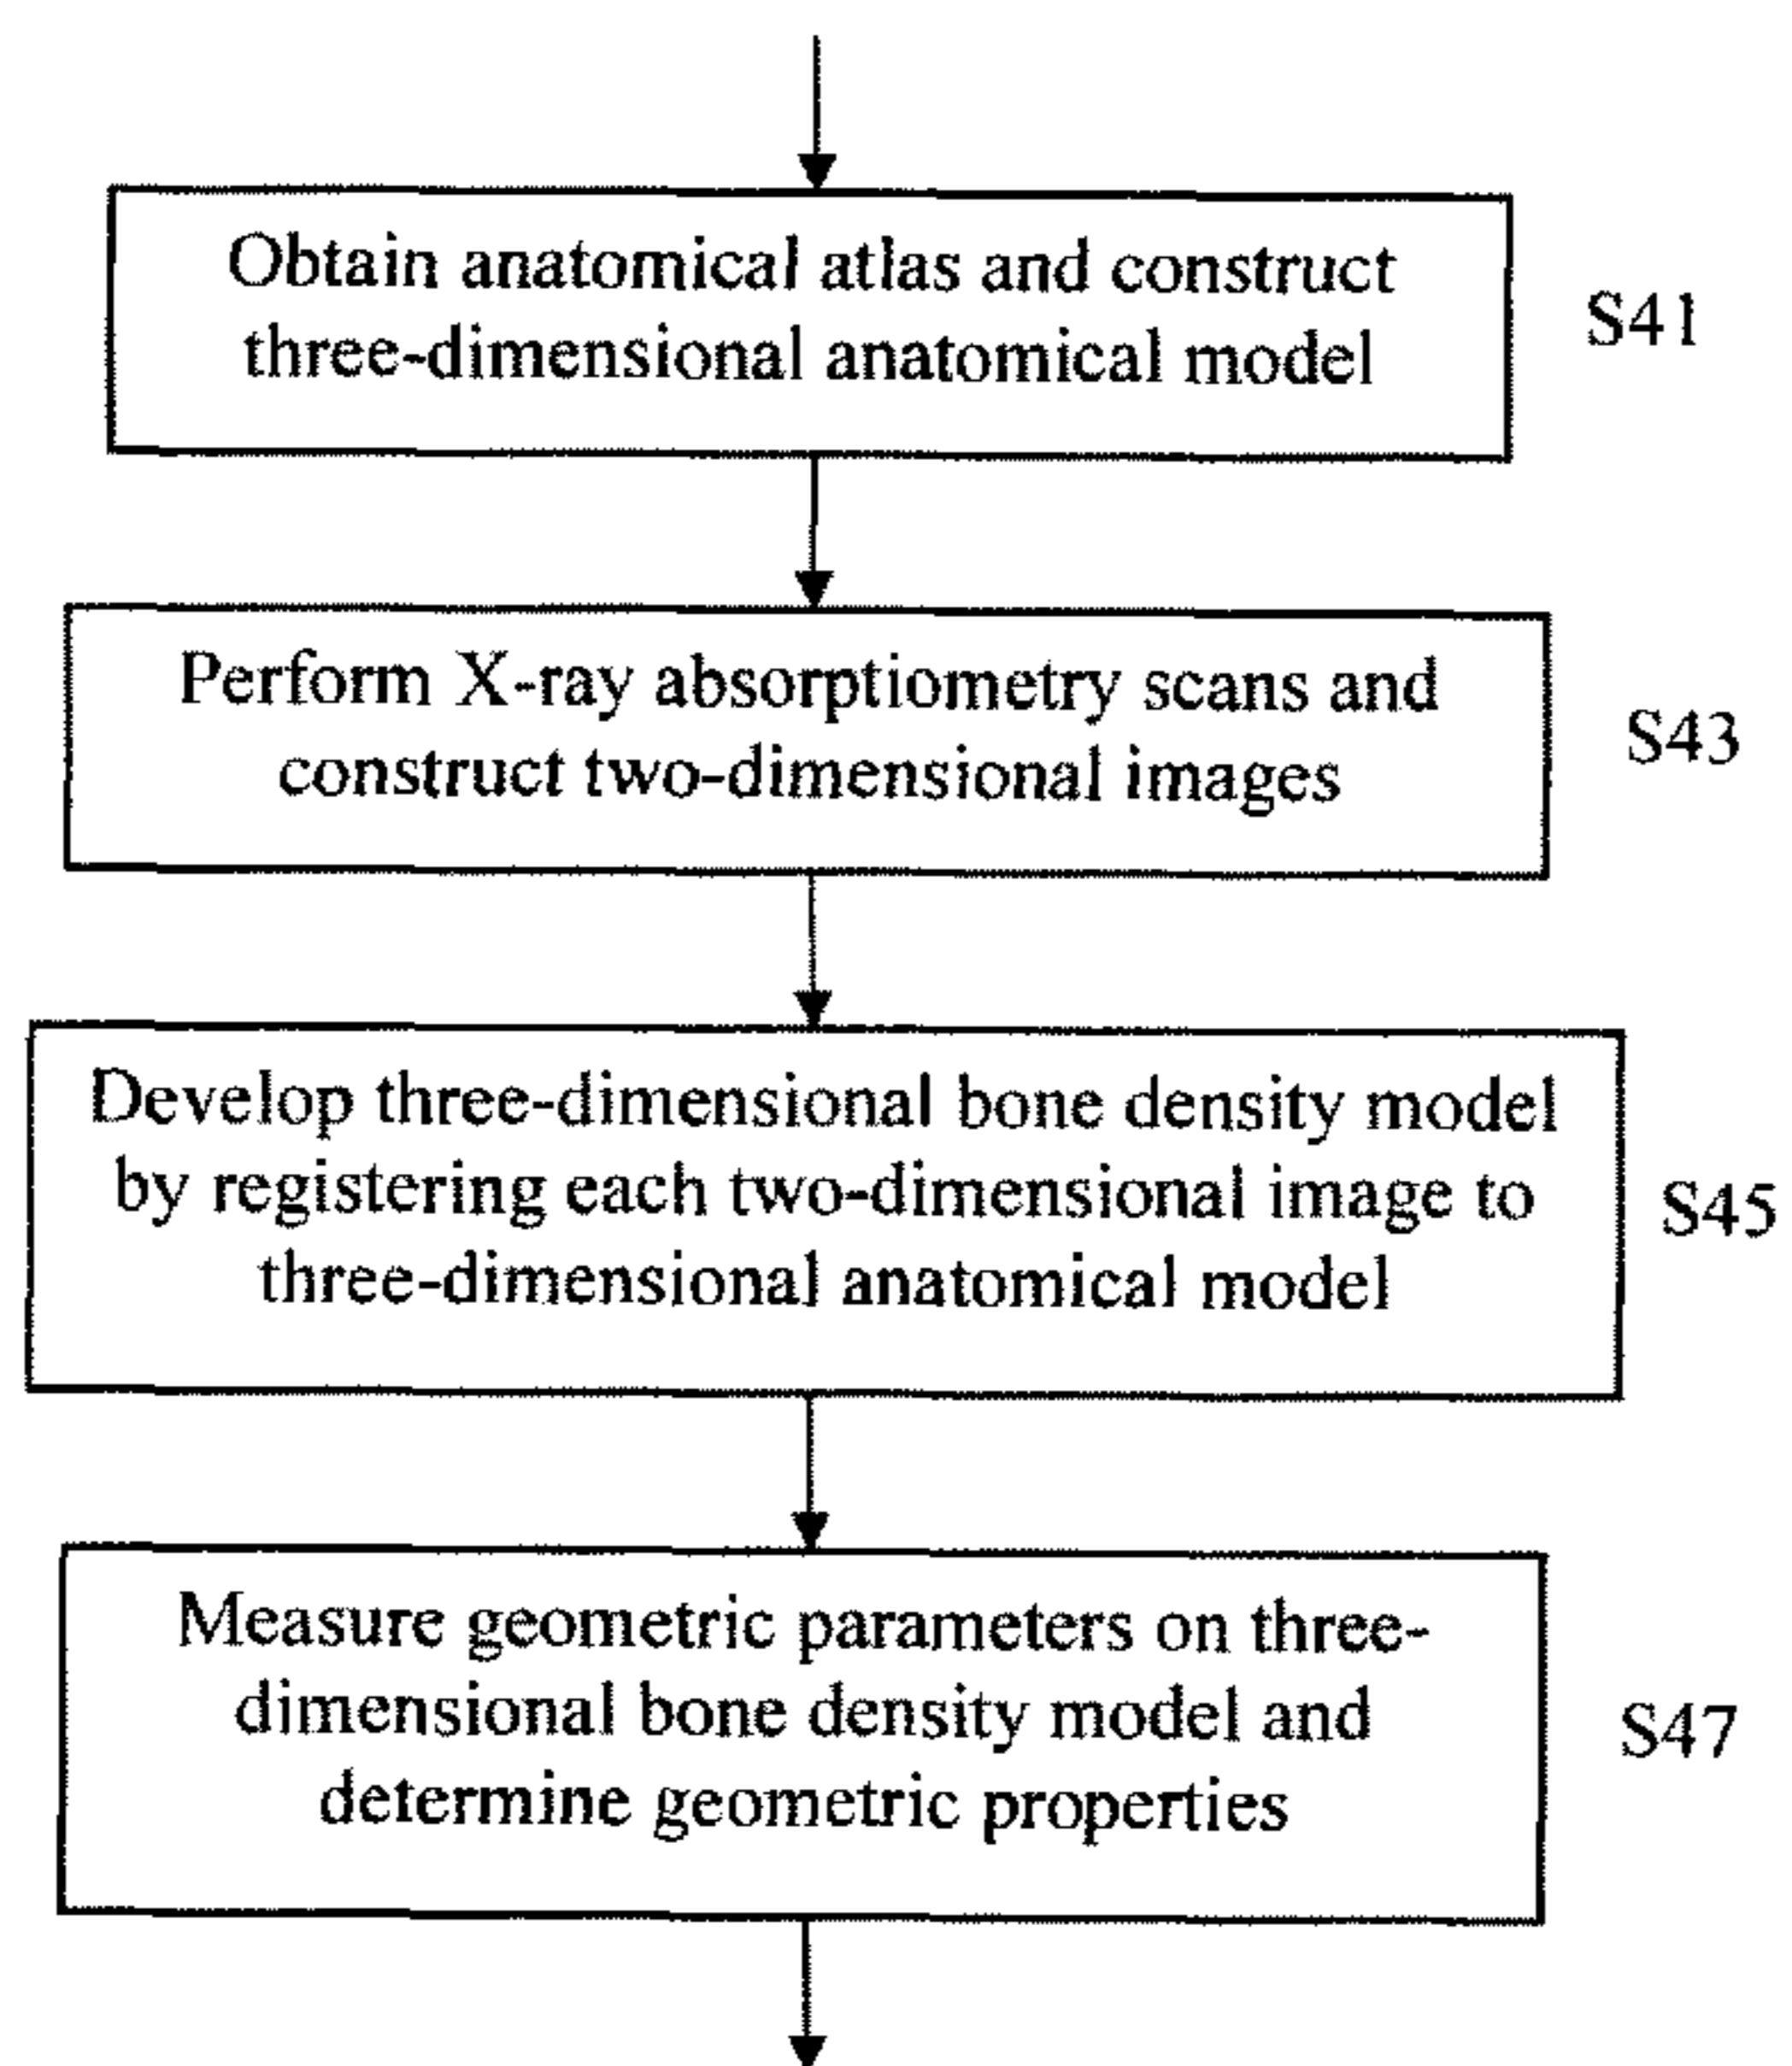 Obtain anatomical atlas and construct
three-dimensional anatomical model
S41
Perform X-ray absorptiometry scans and
construct two-dimensional images
S43
Develop three-dimensional bone density model
by registering each two-dimensional image to
three-dimensional anatomical model
S45
Measure geometric parameters on three-
dimensional bone density model and
determine geometric properties
S47